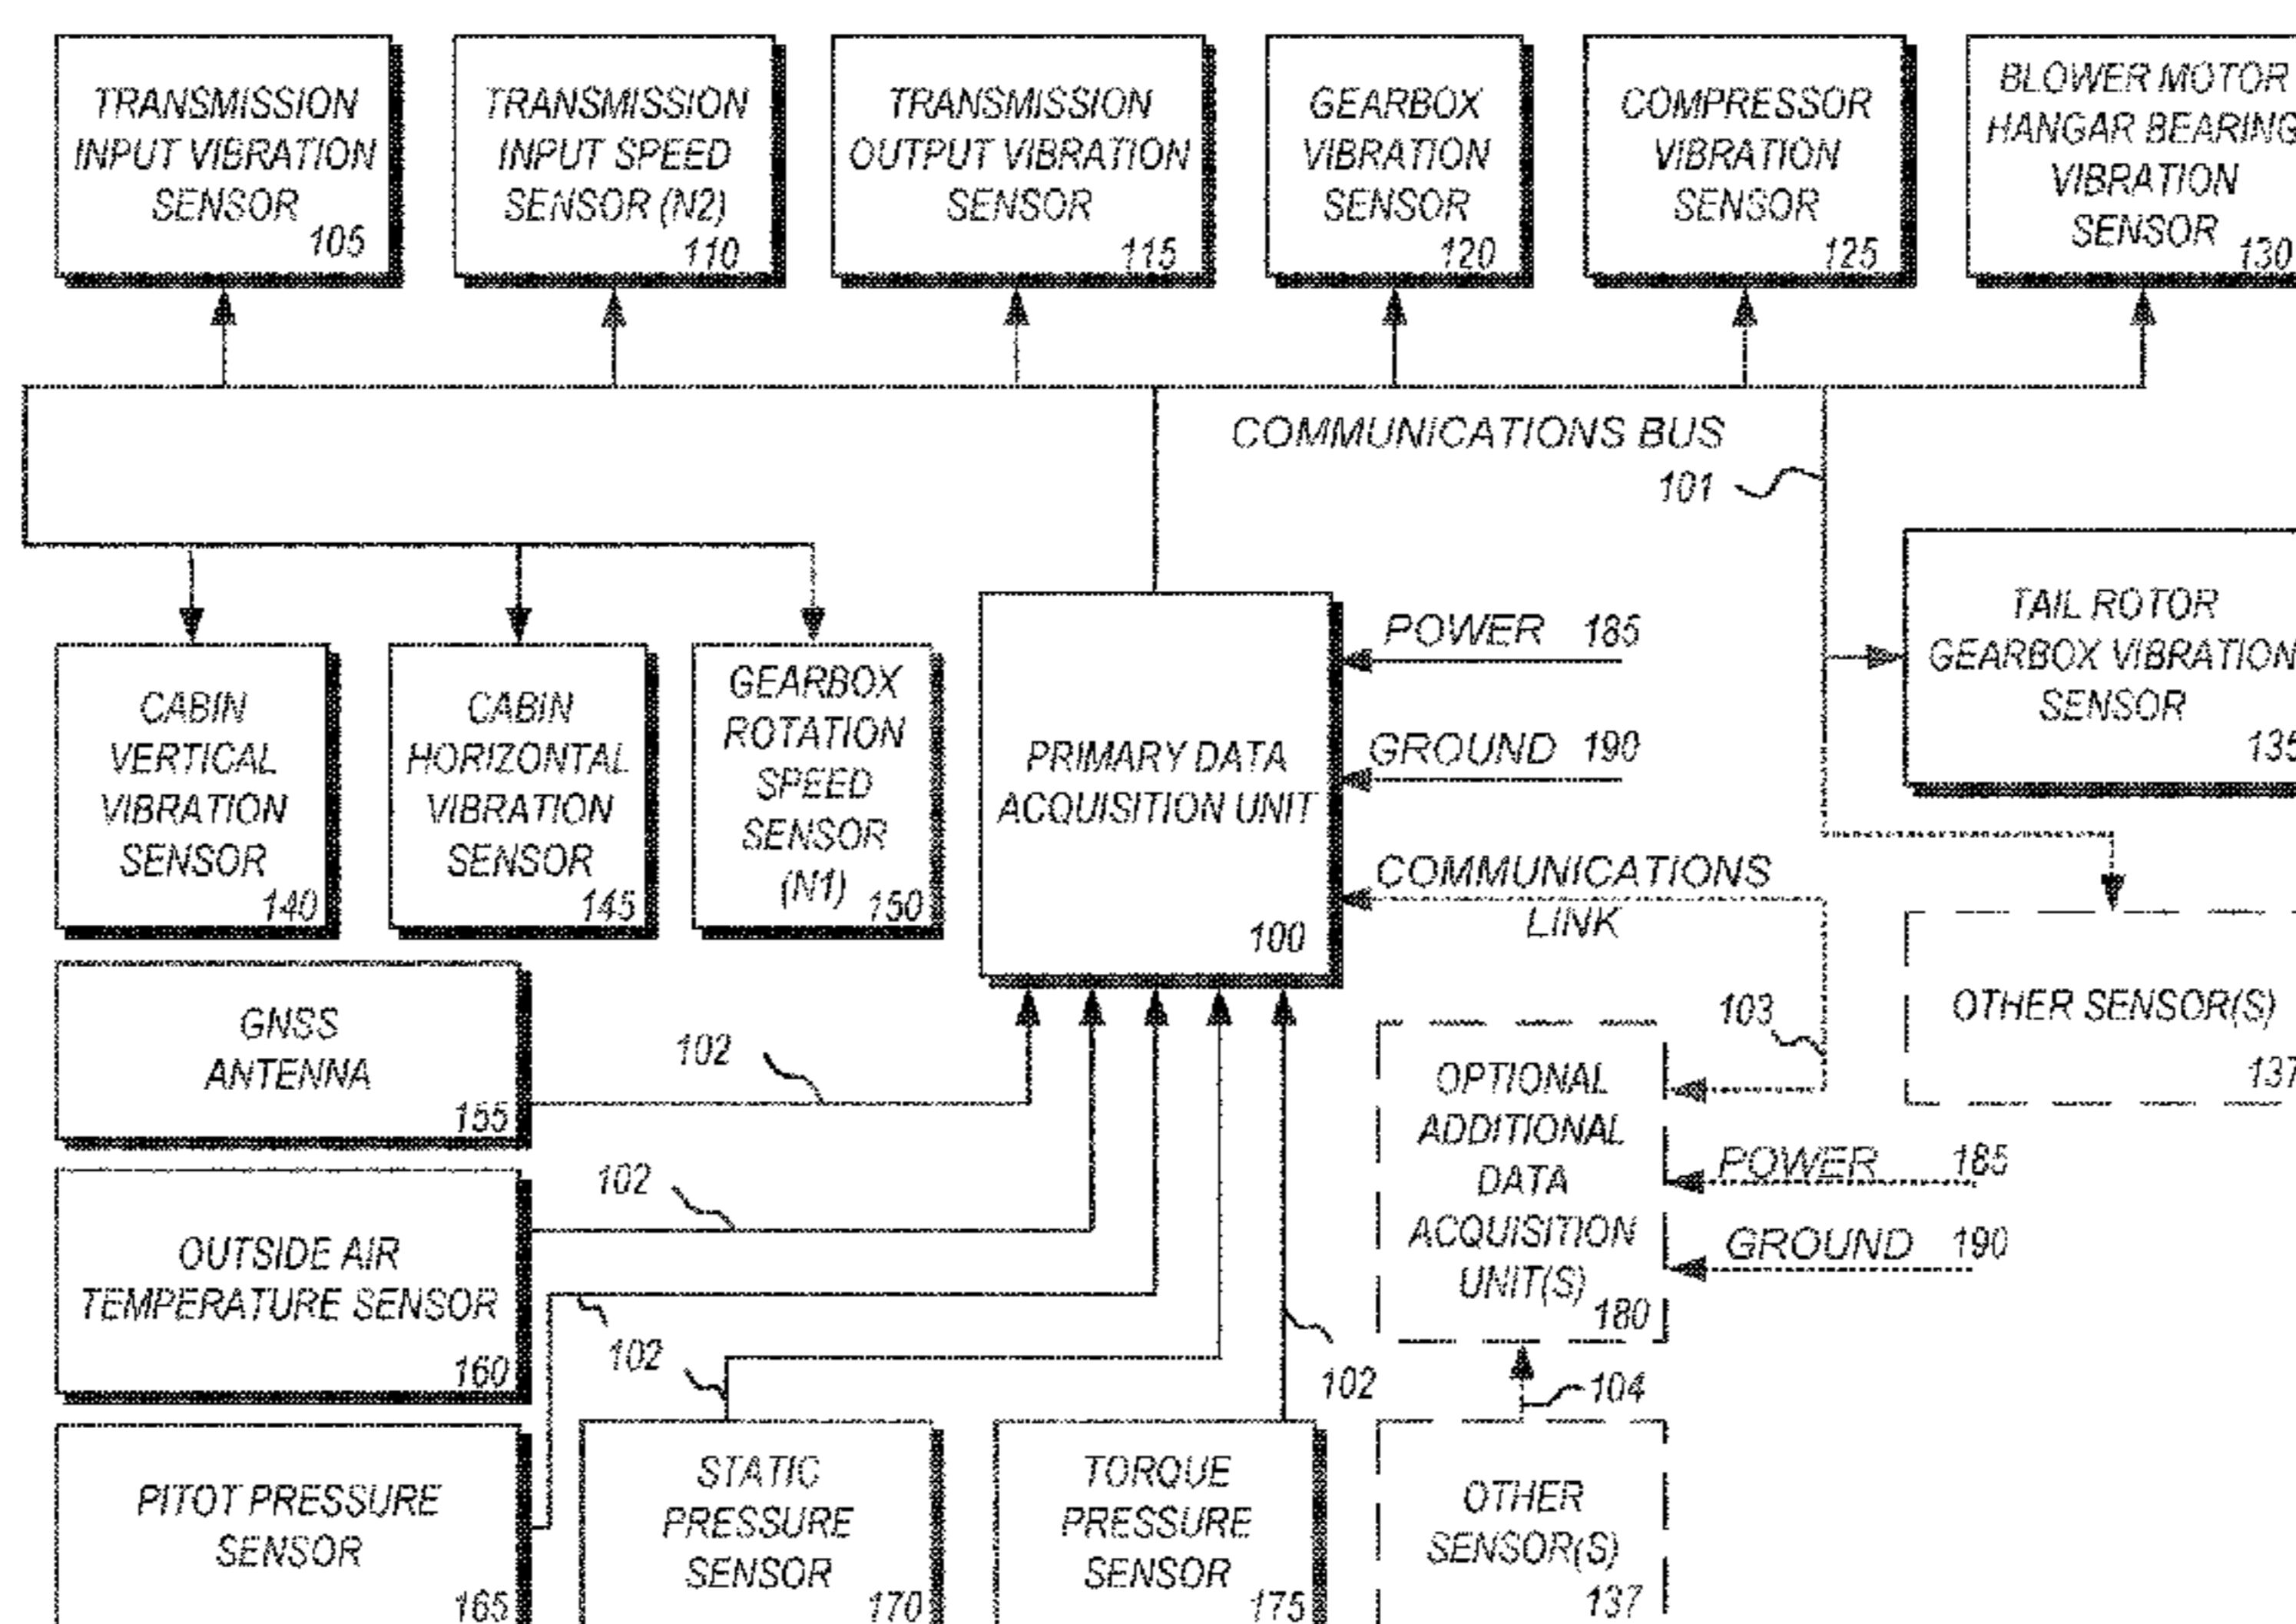 TRANSMISSION
INPUT VIBRATION
SENSOR
105
TRANSMISSION
INPUT SPEED
SENSOR (N2)
110
TRANSMISSION
OUTPUT VIBRATION
SENSOR
115
GEARBOX
VIBRATION
SENSOR
120
COMPRESSOR
VIBRATION
SENSOR
125
BLOWER MOTOR
HANGAR BEARING
VIBRATION
SENSOR
130
COMMUNICATIONS BUS
101
CABIN
VERTICAL
VIBRATION
SENSOR
140
CABIN
HORIZONTAL
VIBRATION
SENSOR
145
GEARBOX
ROTATION
SPEED
SENSOR
(N1)
150
PRIMARY DATA
ACQUISITION UNIT
100
POWER 185
GROUND 190
COMMUNICATIONS
LINK
TAIL ROTOR
GEARBOX VIBRATION
SENSOR
135
OTHER SENSOR(S)
137
GNSS
ANTENNA
155
102
103
OPTIONAL
ADDITIONAL
DATA
ACQUISITION
UNIT(S)
180
POWER 185
GROUND 190
OUTSIDE AIR
TEMPERATURE SENSOR
160
102
102
102
104
PITOT PRESSURE
SENSOR
165
STATIC
PRESSURE
SENSOR
170
TORQUE
PRESSURE
SENSOR
175
OTHER
SENSOR(S)
137